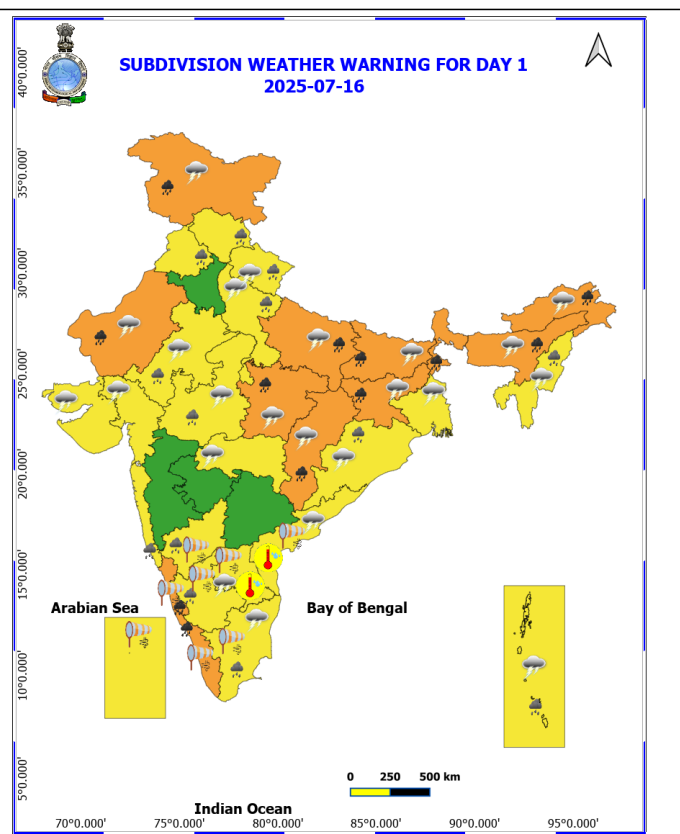 SUBDIVISION WEATHER WARNING FOR DAY 1
2025-07-16
40°0.000'
35°0.000'
30°0.000'
25°0.000'
20°0.000'
15°0.000'
10°0.000'
5°0.000'
Arabian Sea
Bay of Bengal
0 250 500 km
Indian Ocean
70°0.000' 75°0.000' 80°0.000' 85°0.000' 90°0.000' 95°0.000'